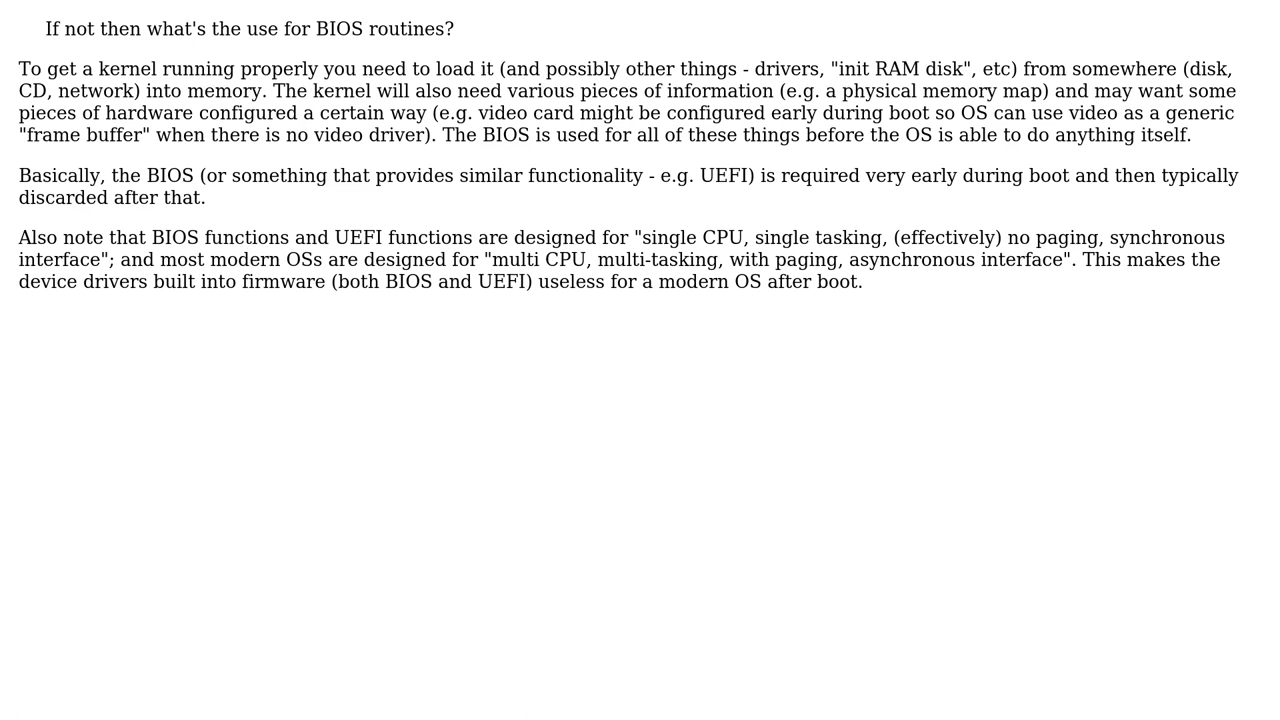 If not then what's the use for BIOS routines?
To get a kernel running properly you need to load it (and possibly other things - drivers, "init RAM disk", etc) from somewhere (disk,
CD, network) into memory. The kernel will also need various pieces of information (e.g. a physical memory map) and may want some
pieces of hardware configured a certain way (e.g. video card might be configured early during boot so OS can use video as a generic
"frame buffer" when there is no video driver). The BIOS is used for all of these things before the OS is able to do anything itself.
Basically, the BIOS (or something that provides similar functionality - e.g. UEFI) is required very early during boot and then typically
discarded after that.
Also note that BIOS functions and UEFI functions are designed for "single CPU, single tasking, (effectively) no paging, synchronous
interface"; and most modern OSs are designed for "multi CPU, multi-tasking, with paging, asynchronous interface". This makes the
device drivers built into firmware (both BIOS and UEFI) useless for a modern OS after boot.